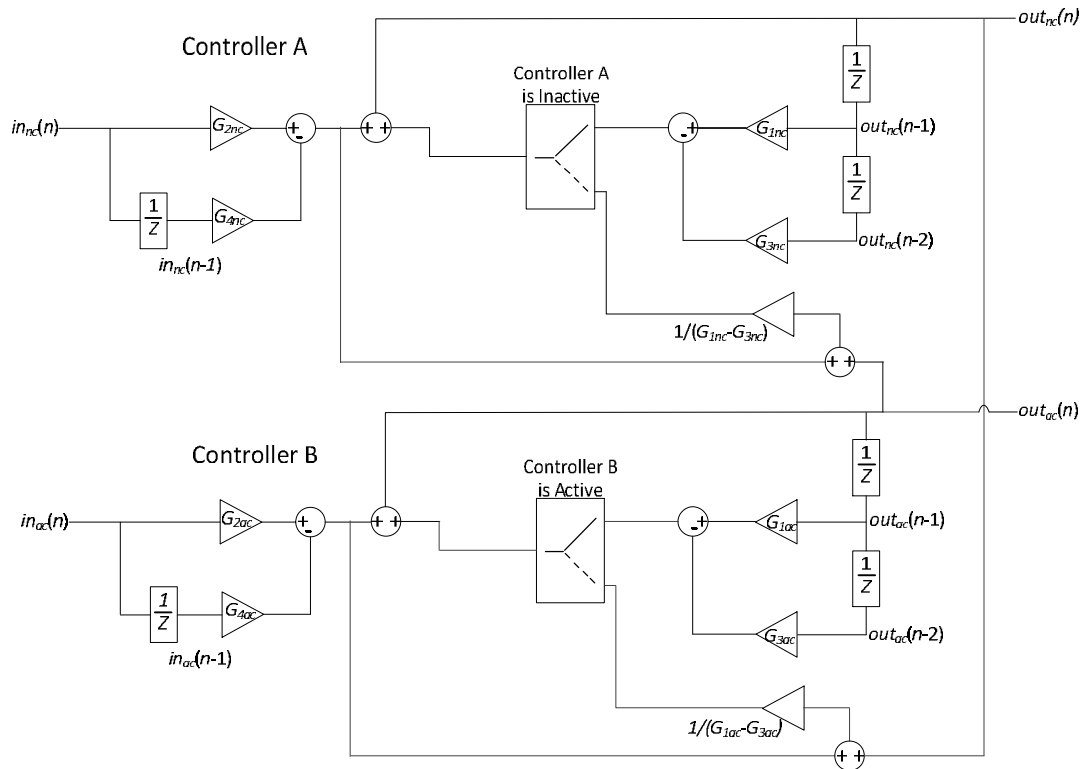 out_nc(n)
Controller A
Controller A
is Inactive
1
Z
in_nc(n)
G_2nc
+
-
+ +
-
+
G_1nc
out_nc(n-1)
1
Z
1
Z
G_4nc
G_3nc
out_nc(n-2)
in_nc(n-1)
1/(G_1nc-G_3nc)
+ +
out_ac(n)
Controller B
Controller B
is Active
1
Z
in_ac(n)
G_2ac
+
-
+ +
-
+
G_1ac
out_ac(n-1)
1
Z
1
Z
G_4ac
G_3ac
out_ac(n-2)
in_ac(n-1)
1/(G_1ac-G_3ac)
+ +